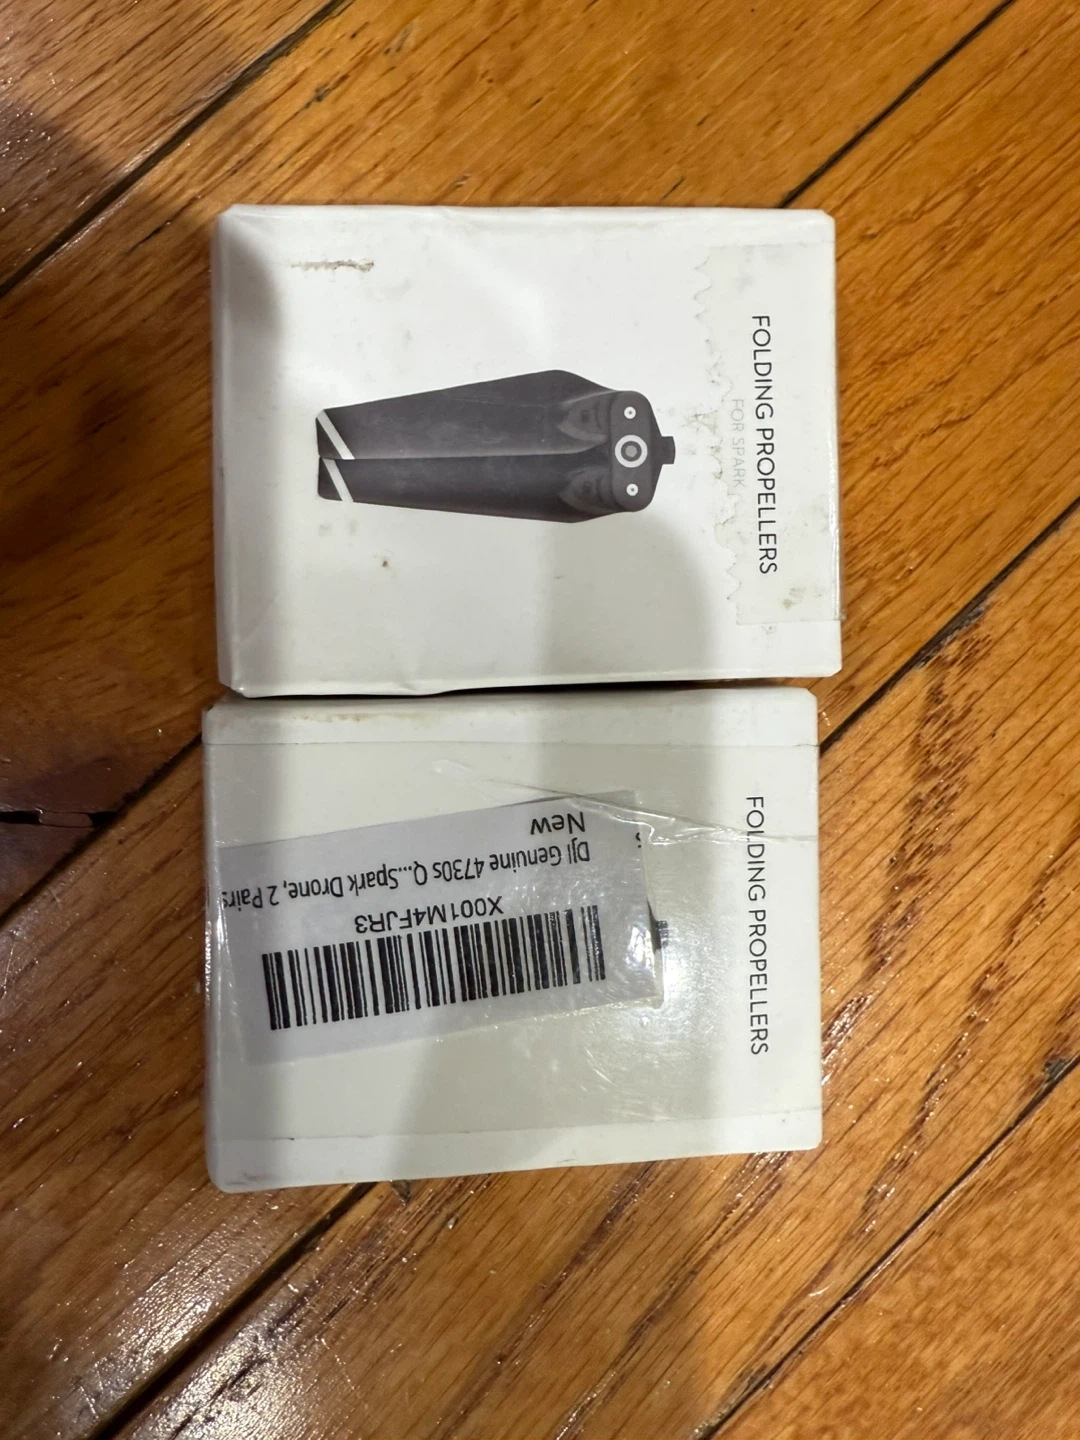 FOLDING PROPELLERS
FOR SPARK
FOLDING PROPELLERS
X001M4FJR3
DJI Genuine 4730s Q...Spark Drone, 2 Pairs
New